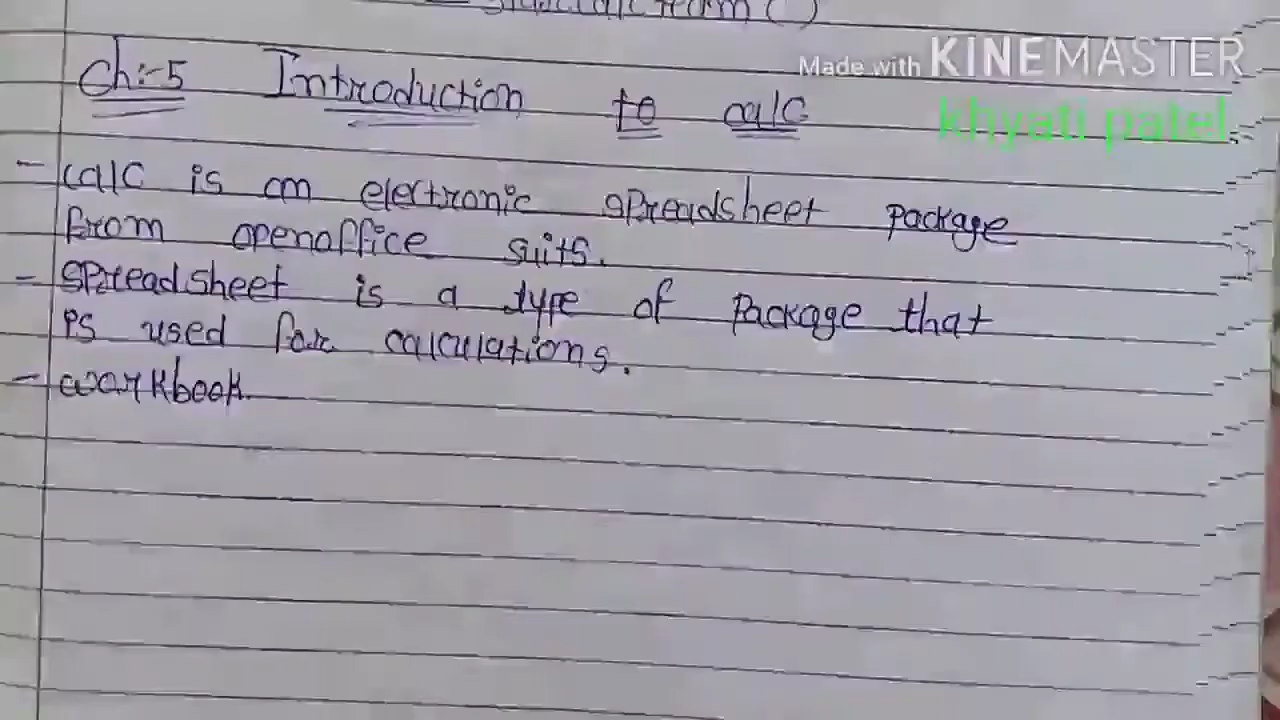 Made with KINEMASTER
khyati patel
Ch:-5 Introduction to calc
- calc is an electronic spreadsheet package
from openoffice suits.
- spreadsheet is a type of package that
is used for calculations.
- workbook